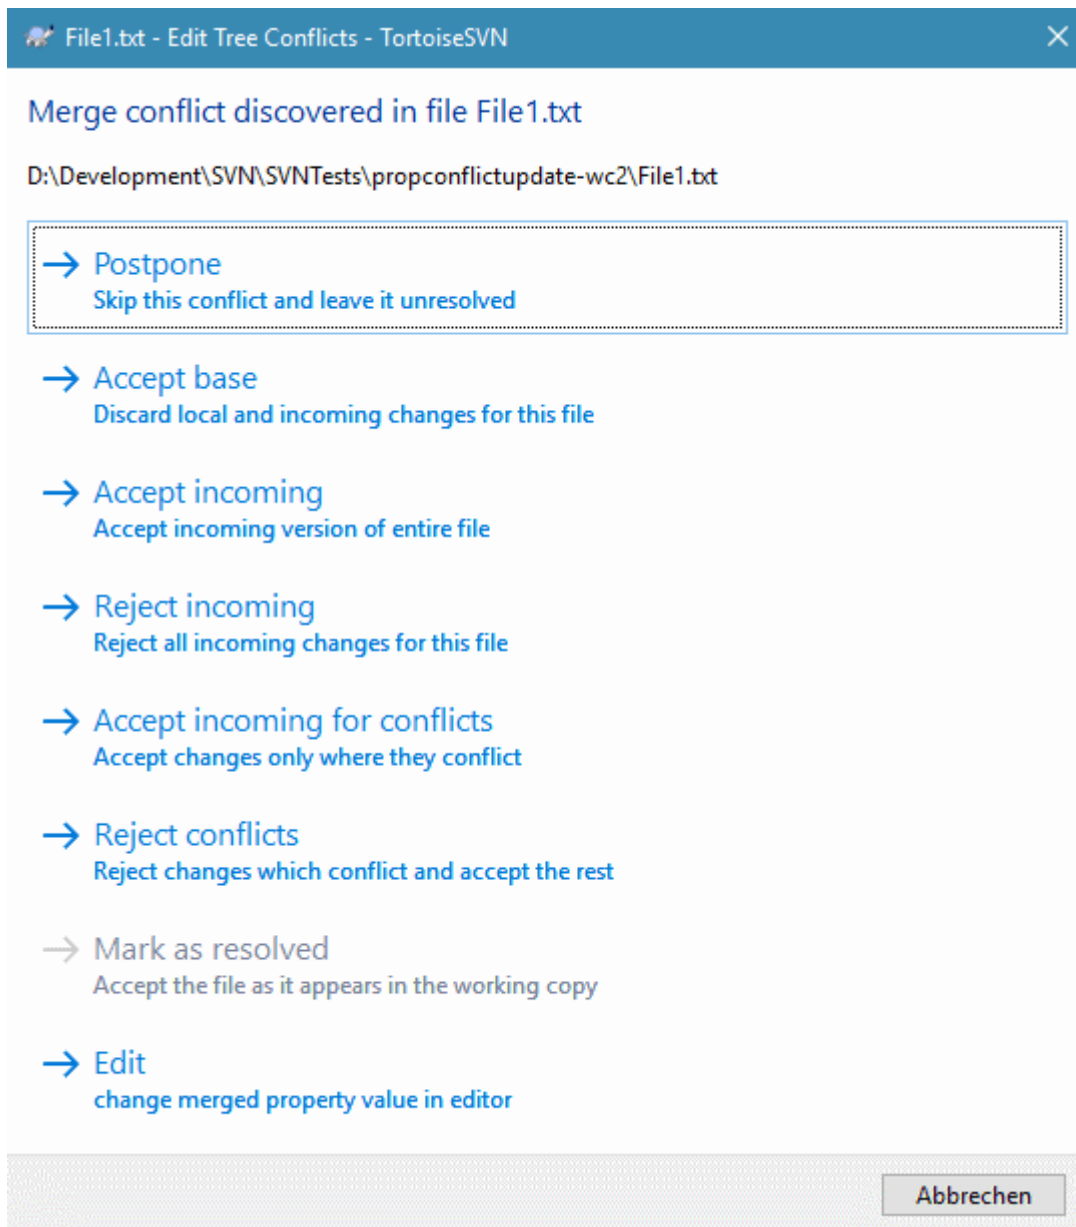 File1.txt - Edit Tree Conflicts - TortoiseSVN
Merge conflict discovered in file File1.txt
D:\Development\SVN\SVNTests\propconflictupdate-wc2\File1.txt
Postpone
Skip this conflict and leave it unresolved
Accept base
Discard local and incoming changes for this file
Accept incoming
Accept incoming version of entire file
Reject incoming
Reject all incoming changes for this file
Accept incoming for conflicts
Accept changes only where they conflict
Reject conflicts
Reject changes which conflict and accept the rest
Mark as resolved
Accept the file as it appears in the working copy
Edit
change merged property value in editor
Abbrechen